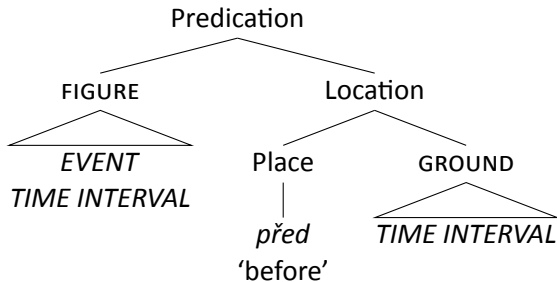 Predication
FIGURE Location
EVENT
TIME INTERVAL
Place GROUND
před
‘before’
TIME INTERVAL